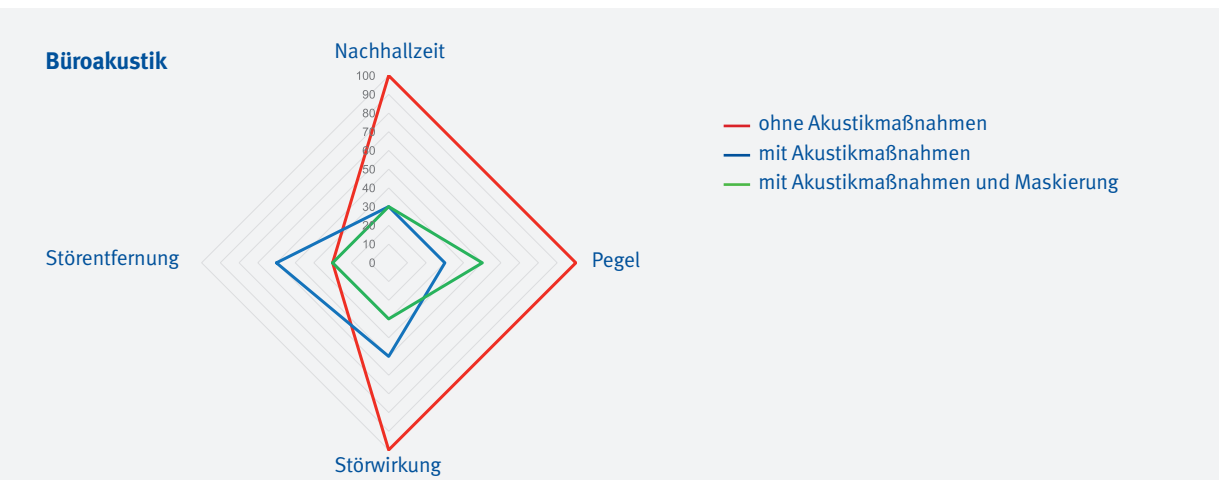 Büroakustik
Nachhallzeit
100
90
80
70
60
50
40
30
20
10
0
Störentfernung
Pegel
Störwirkung
ohne Akustikmaßnahmen
mit Akustikmaßnahmen
mit Akustikmaßnahmen und Maskierung